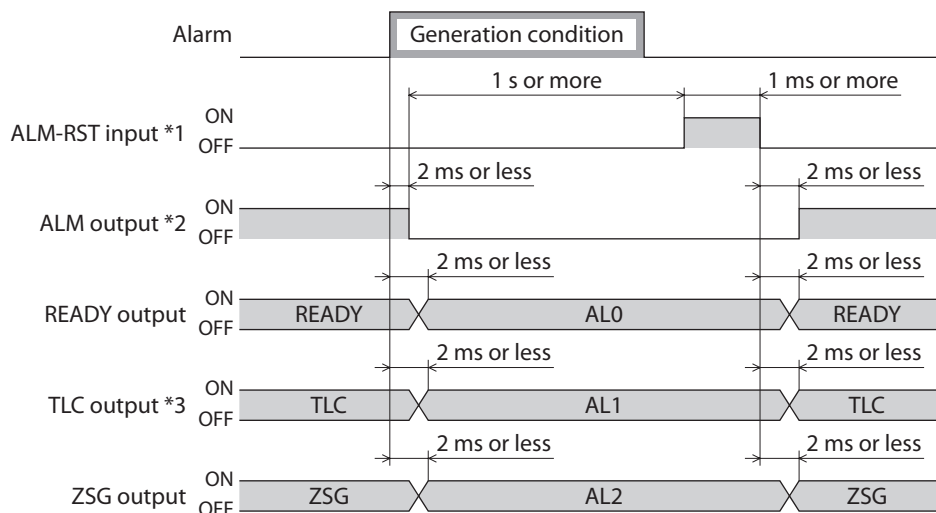 Alarm
Generation condition
1 s or more
1 ms or more
ALM-RST input *1
ON
OFF
2 ms or less
2 ms or less
ALM output *2
ON
OFF
2 ms or less
2 ms or less
READY output
ON
OFF
READY
AL0
READY
2 ms or less
2 ms or less
TLC output *3
ON
OFF
TLC
AL1
TLC
2 ms or less
2 ms or less
ZSG output
ON
OFF
ZSG
AL2
ZSG